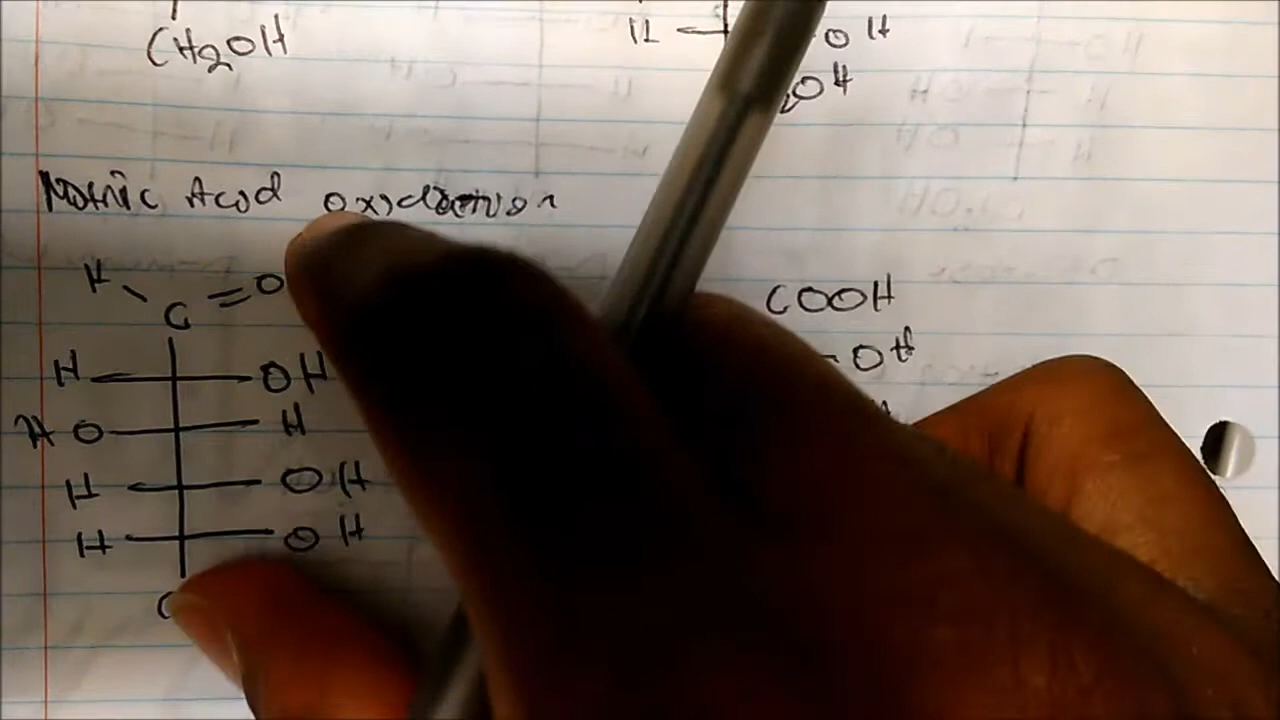 CH2OH
H OH
OH
Nitric Acid Oxidation
H C =O
COOH
H OH
OH
HO H
H OH
H OH
C